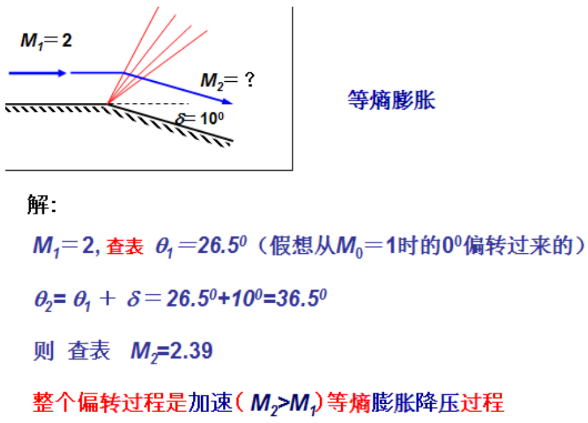 M₁＝2
M₂＝？
δ＝10⁰
等熵膨胀
解:
M₁＝2, 查表 θ₁＝26.5⁰（假想从M₀＝1时的0⁰偏转过来的）
θ₂= θ₁ ＋ δ＝26.5⁰+10⁰=36.5⁰
则 查表 M₂=2.39
整个偏转过程是加速( M₂>M₁)等熵膨胀降压过程